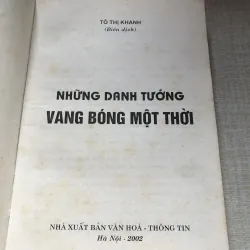 TÔ THỊ KHANH
(Biên dịch)
NHỮNG DANH TƯỚNG
VANG BÓNG MỘT THỜI
NHÀ XUẤT BẢN VĂN HOÁ - THÔNG TIN
Hà Nội - 2002